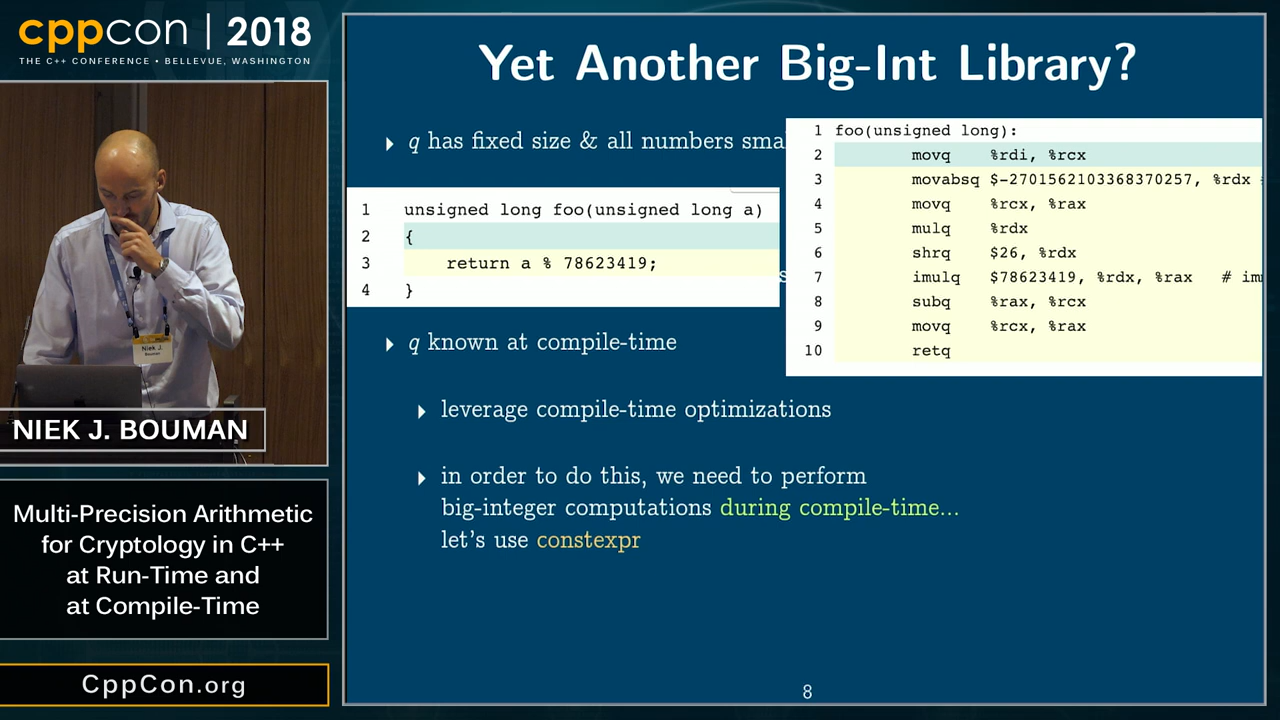 cppcon | 2018
THE C++ CONFERENCE • BELLEVUE, WASHINGTON
Niek J.
Bouman
NIEK J. BOUMAN
Multi-Precision Arithmetic
for Cryptology in C++
at Run-Time and
at Compile-Time
CppCon.org
Yet Another Big-Int Library?
q has fixed size & all numbers sma
1 unsigned long foo(unsigned long a)
2 {
3 return a % 78623419;
4 }
s
1 foo(unsigned long):
2 movq %rdi, %rcx
3 movabsq $-2701562103368370257, %rdx #
4 movq %rcx, %rax
5 mulq %rdx
6 shrq $26, %rdx
7 imulq $78623419, %rdx, %rax # im
8 subq %rax, %rcx
9 movq %rcx, %rax
10 retq
q known at compile-time
leverage compile-time optimizations
in order to do this, we need to perform
big-integer computations during compile-time...
let's use constexpr
8